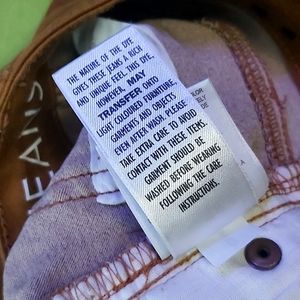 THE NATURE OF THE DYE
GIVES THESE JEANS A RICH
AND UNIQUE FEEL. THIS DYE,
HOWEVER, MAY
TRANSFER ONTO
LIGHT COLOURED FURNITURE,
GARMENTS AND OBJECTS
EVEN AFTER WASH. PLEASE
TAKE EXTRA CARE TO AVOID
CONTACT WITH THESE ITEMS.
GARMENT SHOULD BE
WASHED BEFORE WEARING
FOLLOWING THE CARE
INSTRUCTIONS.
EANS